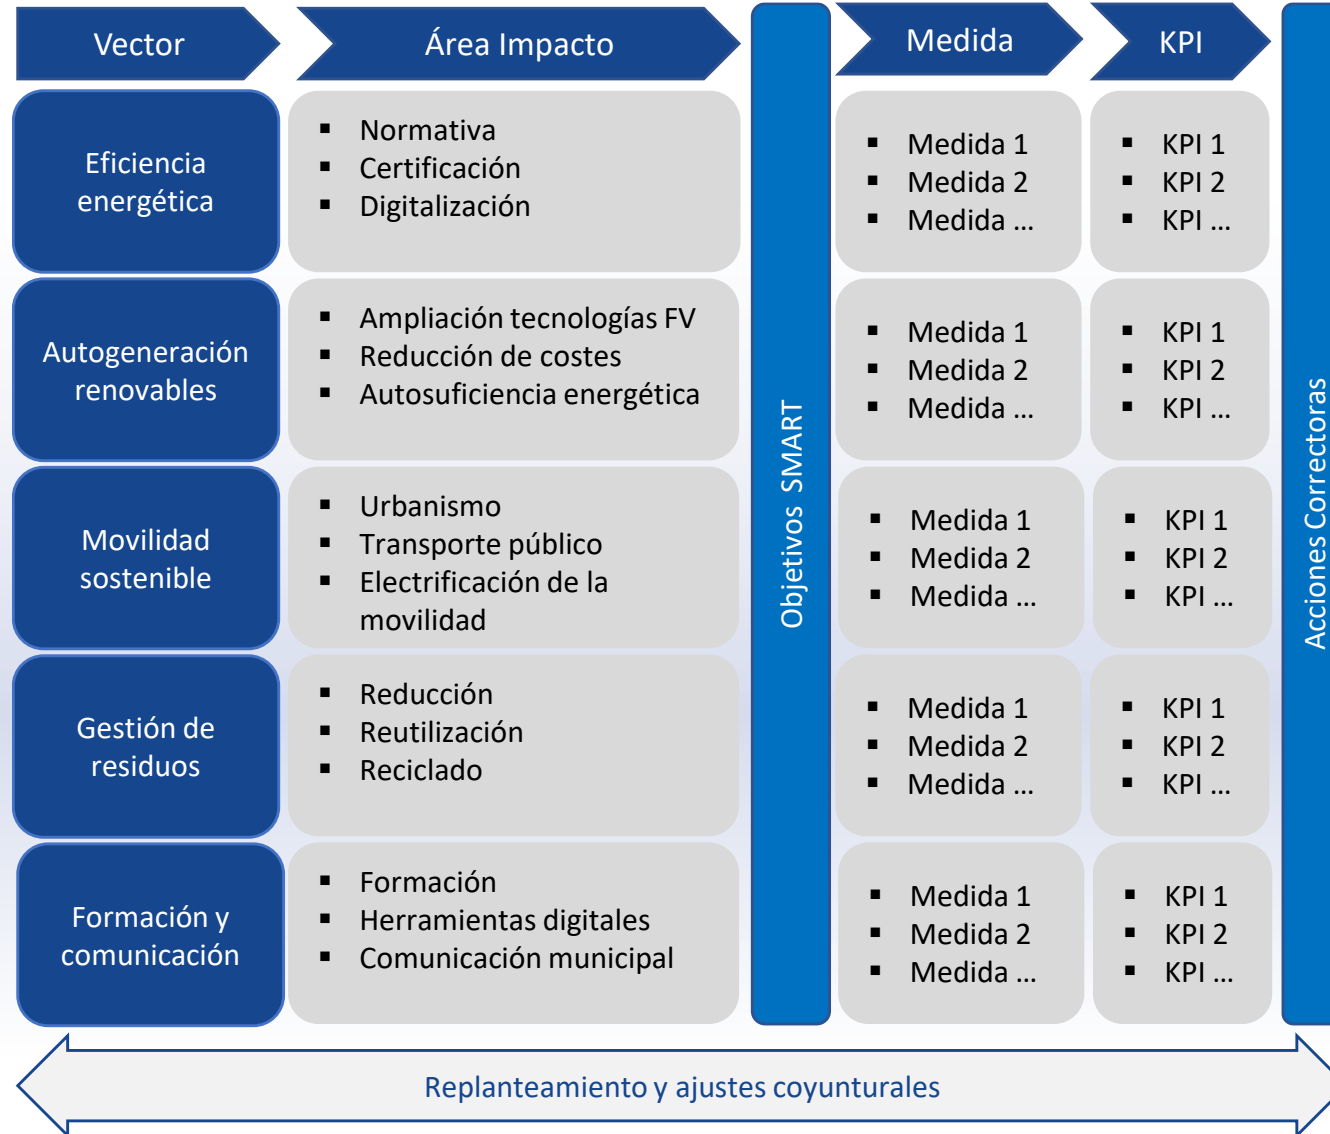 Vector
Área Impacto
Medida
KPI
Eficiencia
energética
▪ Normativa
▪ Certificación
▪ Digitalización
▪ Medida 1
▪ Medida 2
▪ Medida ...
▪ KPI 1
▪ KPI 2
▪ KPI ...
Autogeneración
renovables
▪ Ampliación tecnologías FV
▪ Reducción de costes
▪ Autosuficiencia energética
▪ Medida 1
▪ Medida 2
▪ Medida ...
▪ KPI 1
▪ KPI 2
▪ KPI ...
Movilidad
sostenible
▪ Urbanismo
▪ Transporte público
▪ Electrificación de la
movilidad
▪ Medida 1
▪ Medida 2
▪ Medida ...
▪ KPI 1
▪ KPI 2
▪ KPI ...
Gestión de
residuos
▪ Reducción
▪ Reutilización
▪ Reciclado
▪ Medida 1
▪ Medida 2
▪ Medida ...
▪ KPI 1
▪ KPI 2
▪ KPI ...
Formación y
comunicación
▪ Formación
▪ Herramientas digitales
▪ Comunicación municipal
▪ Medida 1
▪ Medida 2
▪ Medida ...
▪ KPI 1
▪ KPI 2
▪ KPI ...
Objetivos SMART
Acciones Correctoras
Replanteamiento y ajustes coyunturales